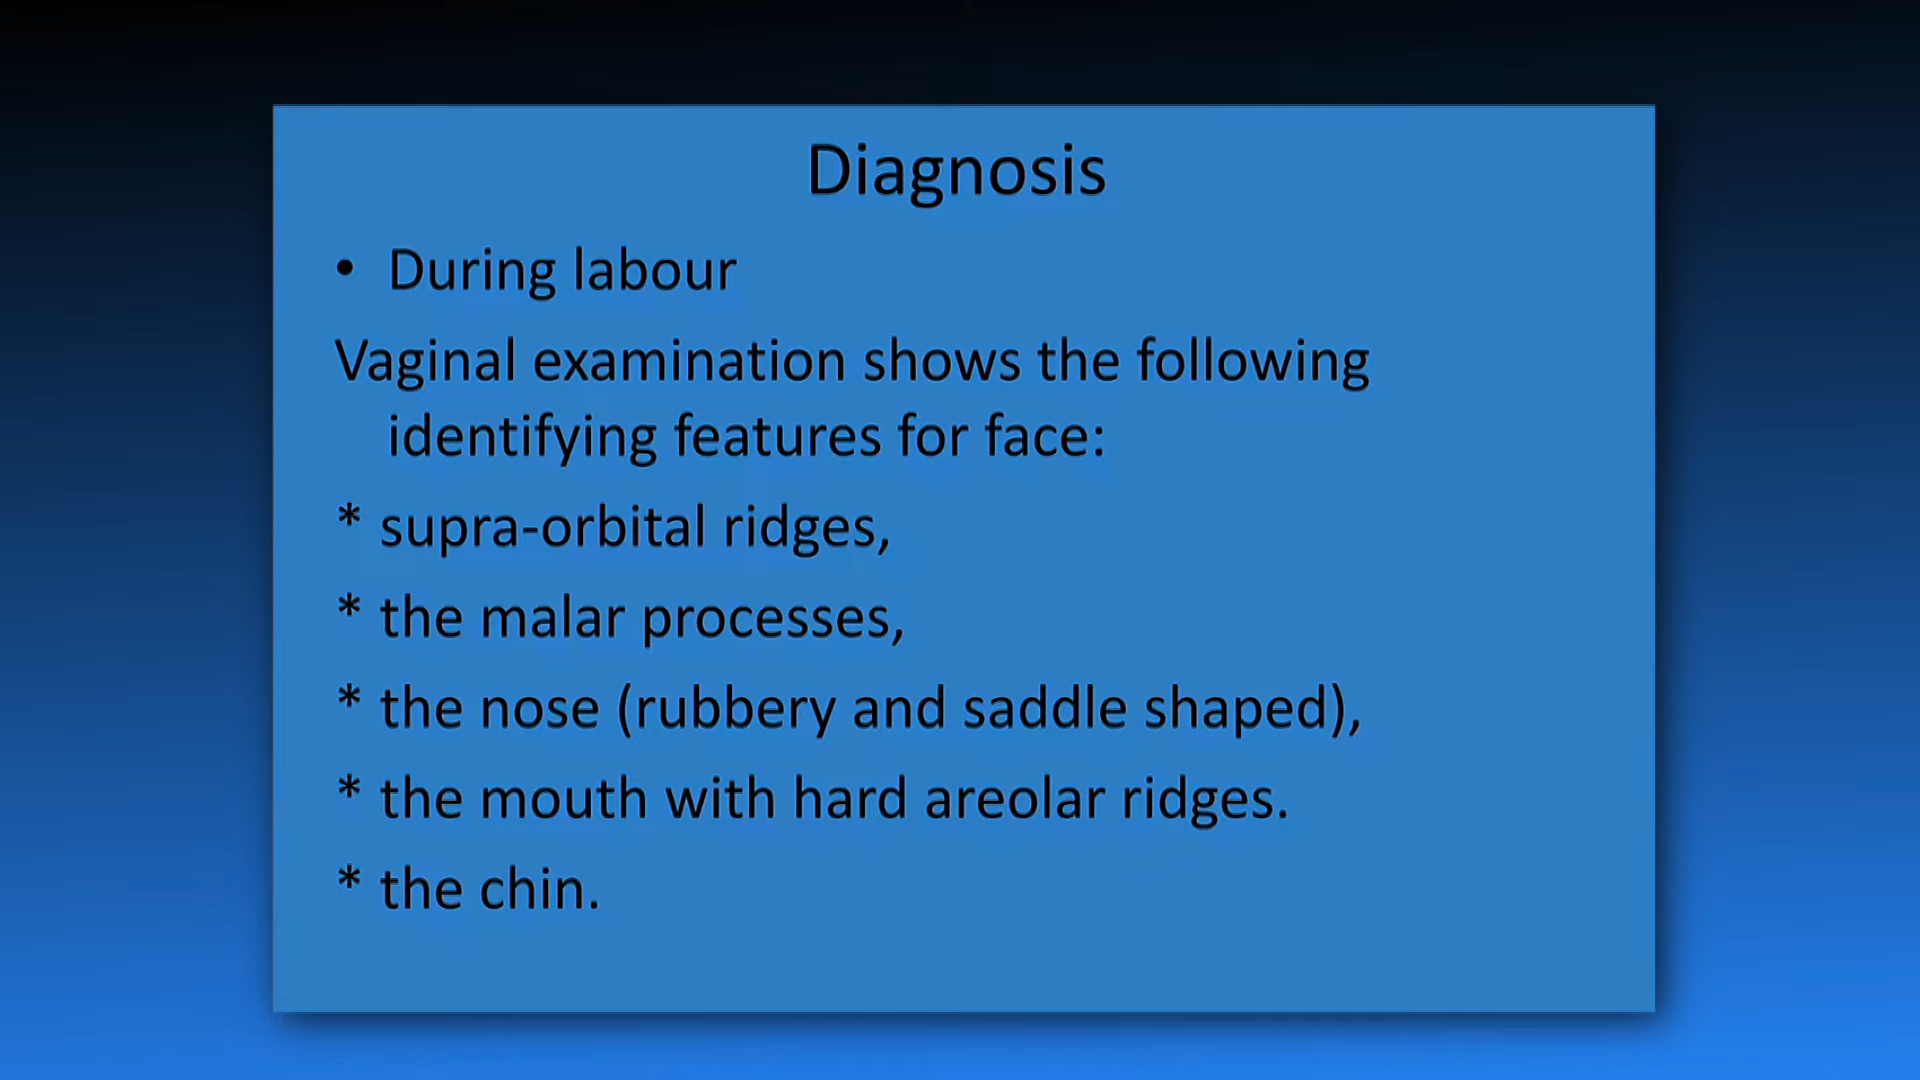 Diagnosis
• During labour
Vaginal examination shows the following
identifying features for face:
* supra-orbital ridges,
* the malar processes,
* the nose (rubbery and saddle shaped),
* the mouth with hard areolar ridges.
* the chin.